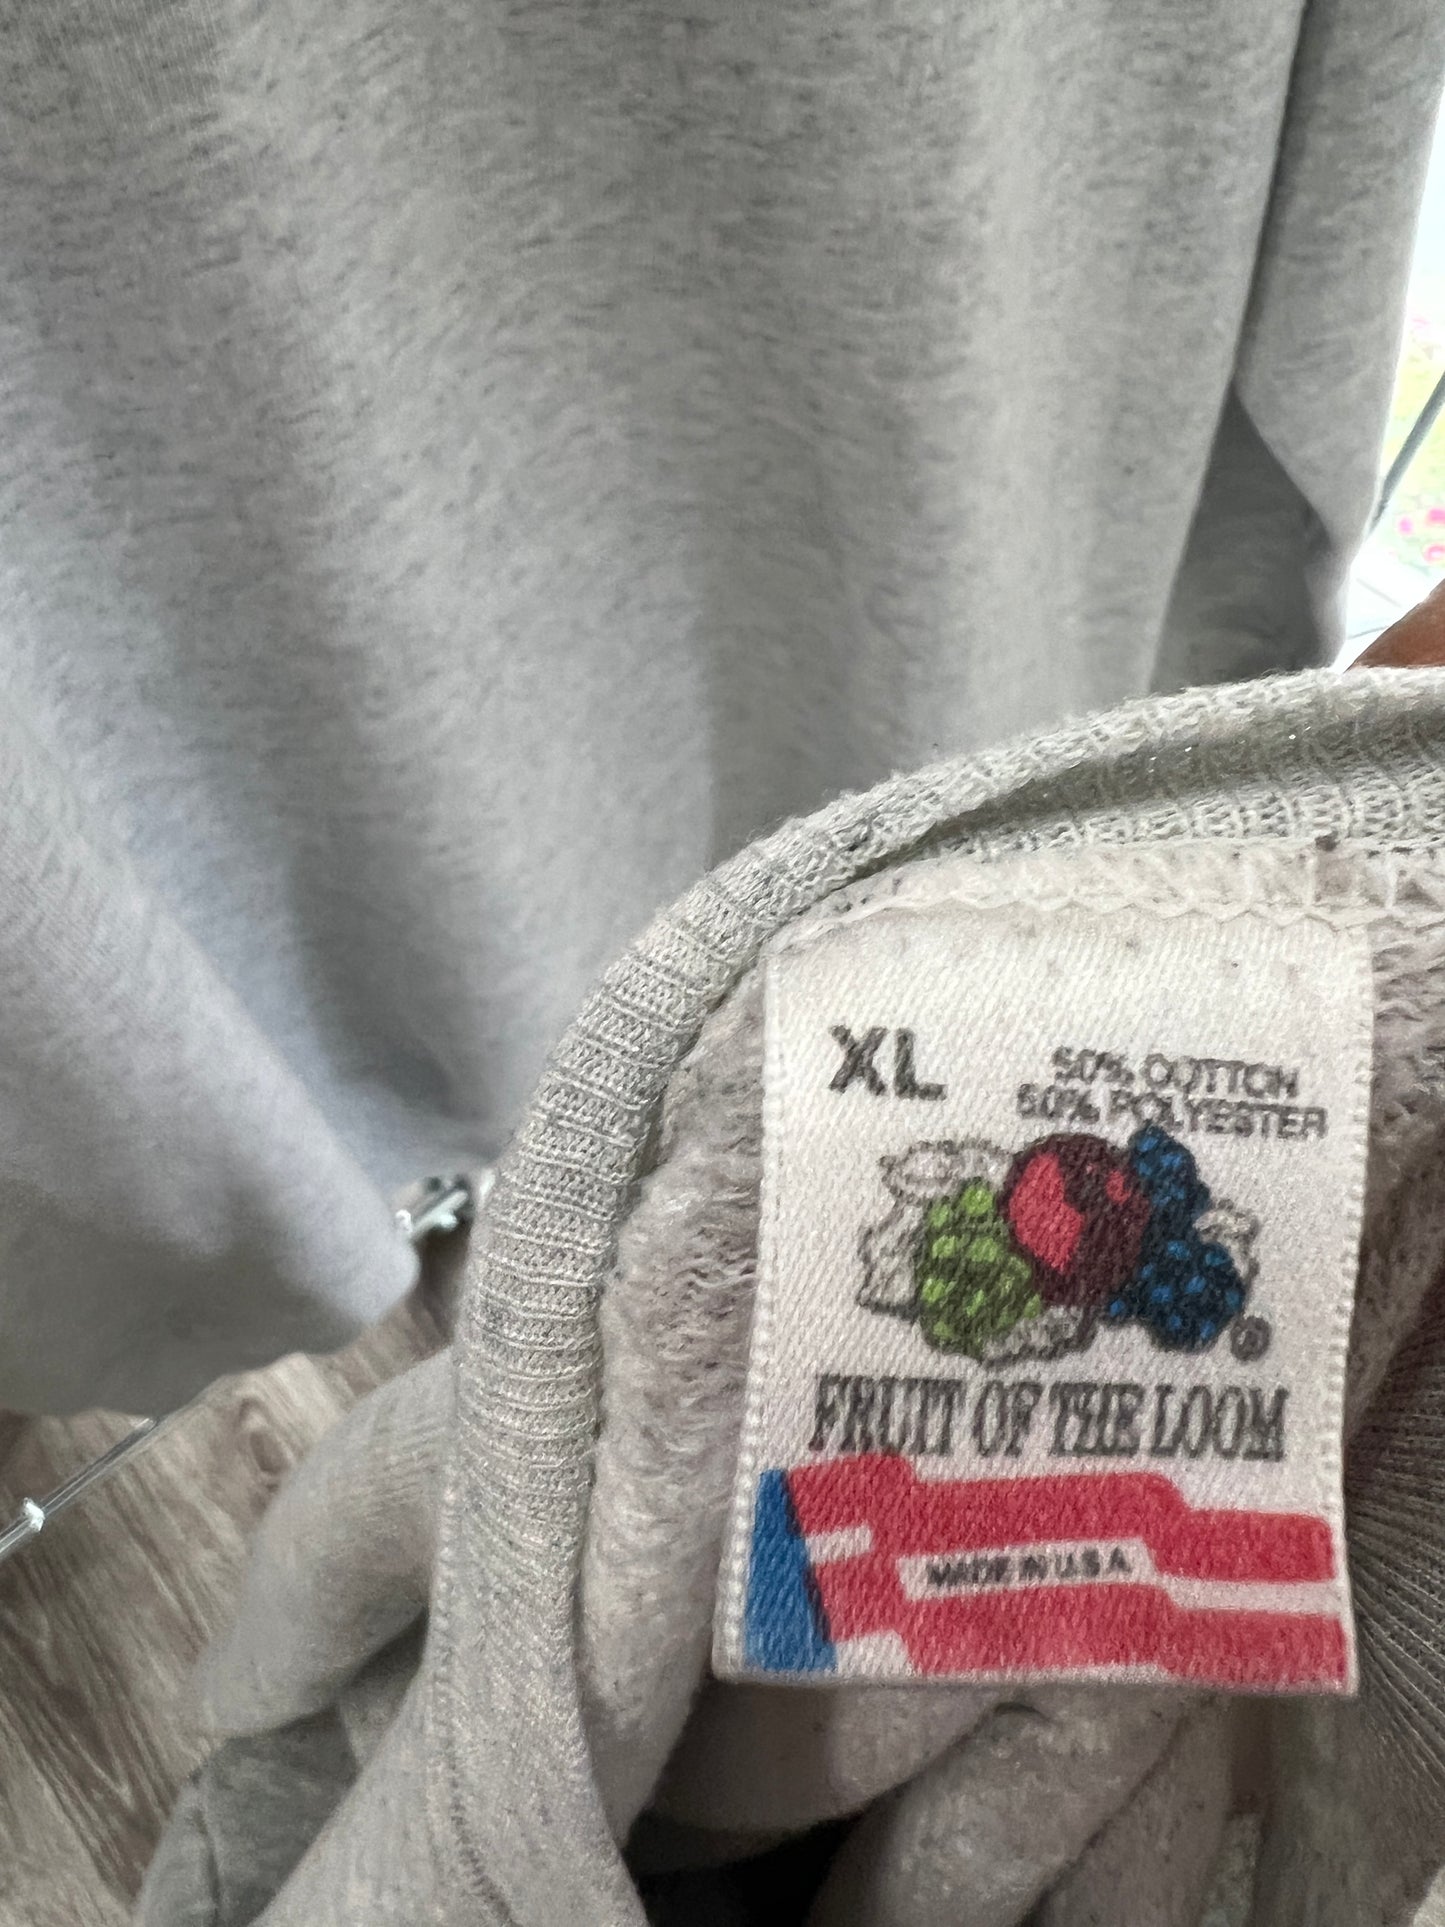 XL
50% COTTON
50% POLYESTER
®
FRUIT OF THE LOOM
MADE IN U.S.A.